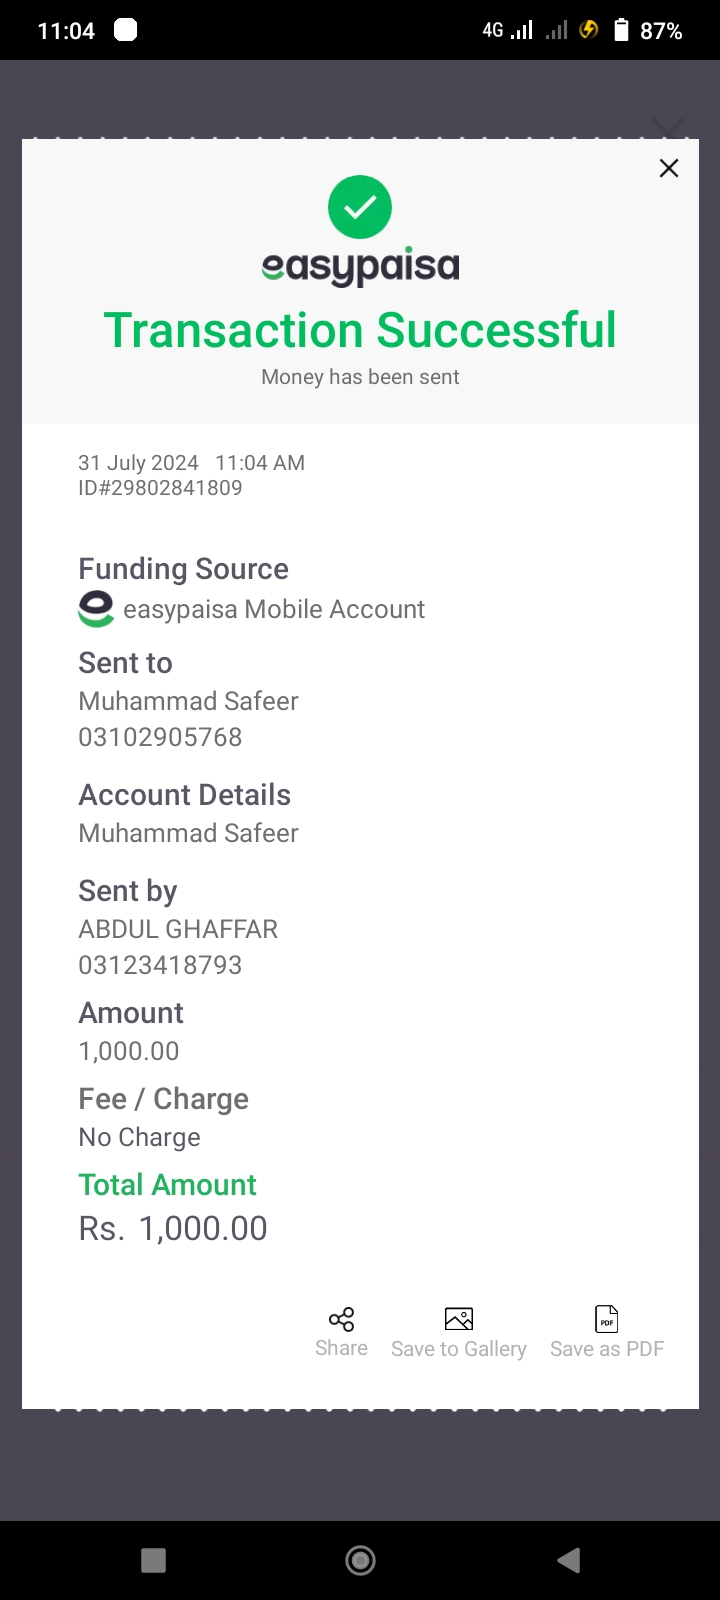 11:04
4G 87%
easypaisa
Transaction Successful
Money has been sent
31 July 2024 11:04 AM
ID#29802841809
Funding Source
easypaisa Mobile Account
Sent to
Muhammad Safeer
03102905768
Account Details
Muhammad Safeer
Sent by
ABDUL GHAFFAR
03123418793
Amount
1,000.00
Fee / Charge
No Charge
Total Amount
Rs. 1,000.00
PDF
Share Save to Gallery Save as PDF